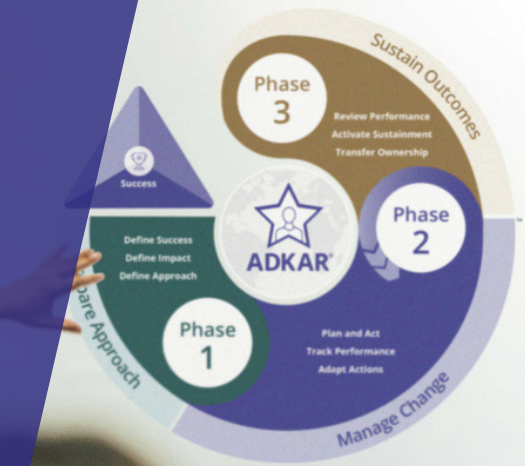 Sustain Outcomes
Phase
3
Review Performance
Activate Sustainment
Transfer Ownership
Success
Phase
2
ADKAR®
Define Success
Define Impact
Define Approach
pare Approach
Phase
1
Plan and Act
Track Performance
Adapt Actions
Manage Change